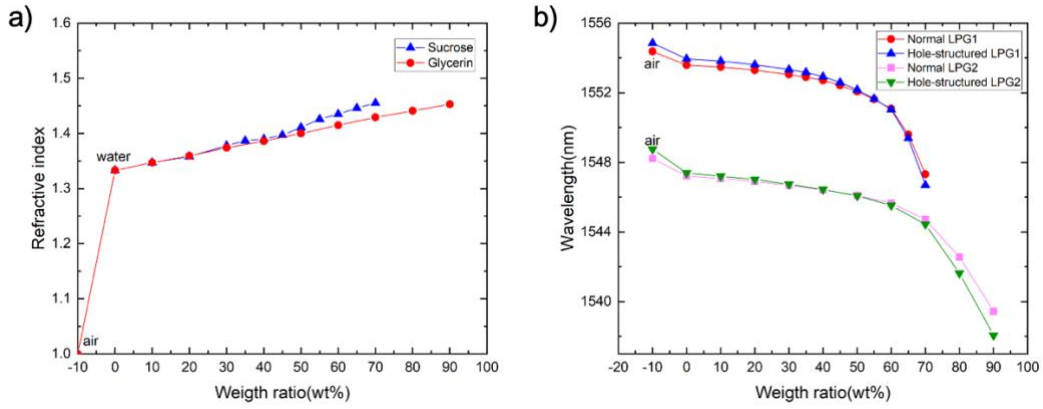 a)
1.6
1.5
1.4
1.3
1.2
1.1
1.0
Refractive index
Sucrose
Glycerin
water
air
-10 0 10 20 30 40 50 60 70 80 90 100
Weigth ratio(wt%)
b)
1556
1552
1548
1544
1540
Wavelength(nm)
Normal LPG1
Hole-structured LPG1
Normal LPG2
Hole-structured LPG2
air
air
-20 -10 0 10 20 30 40 50 60 70 80 90 100
Weigth ratio(wt%)